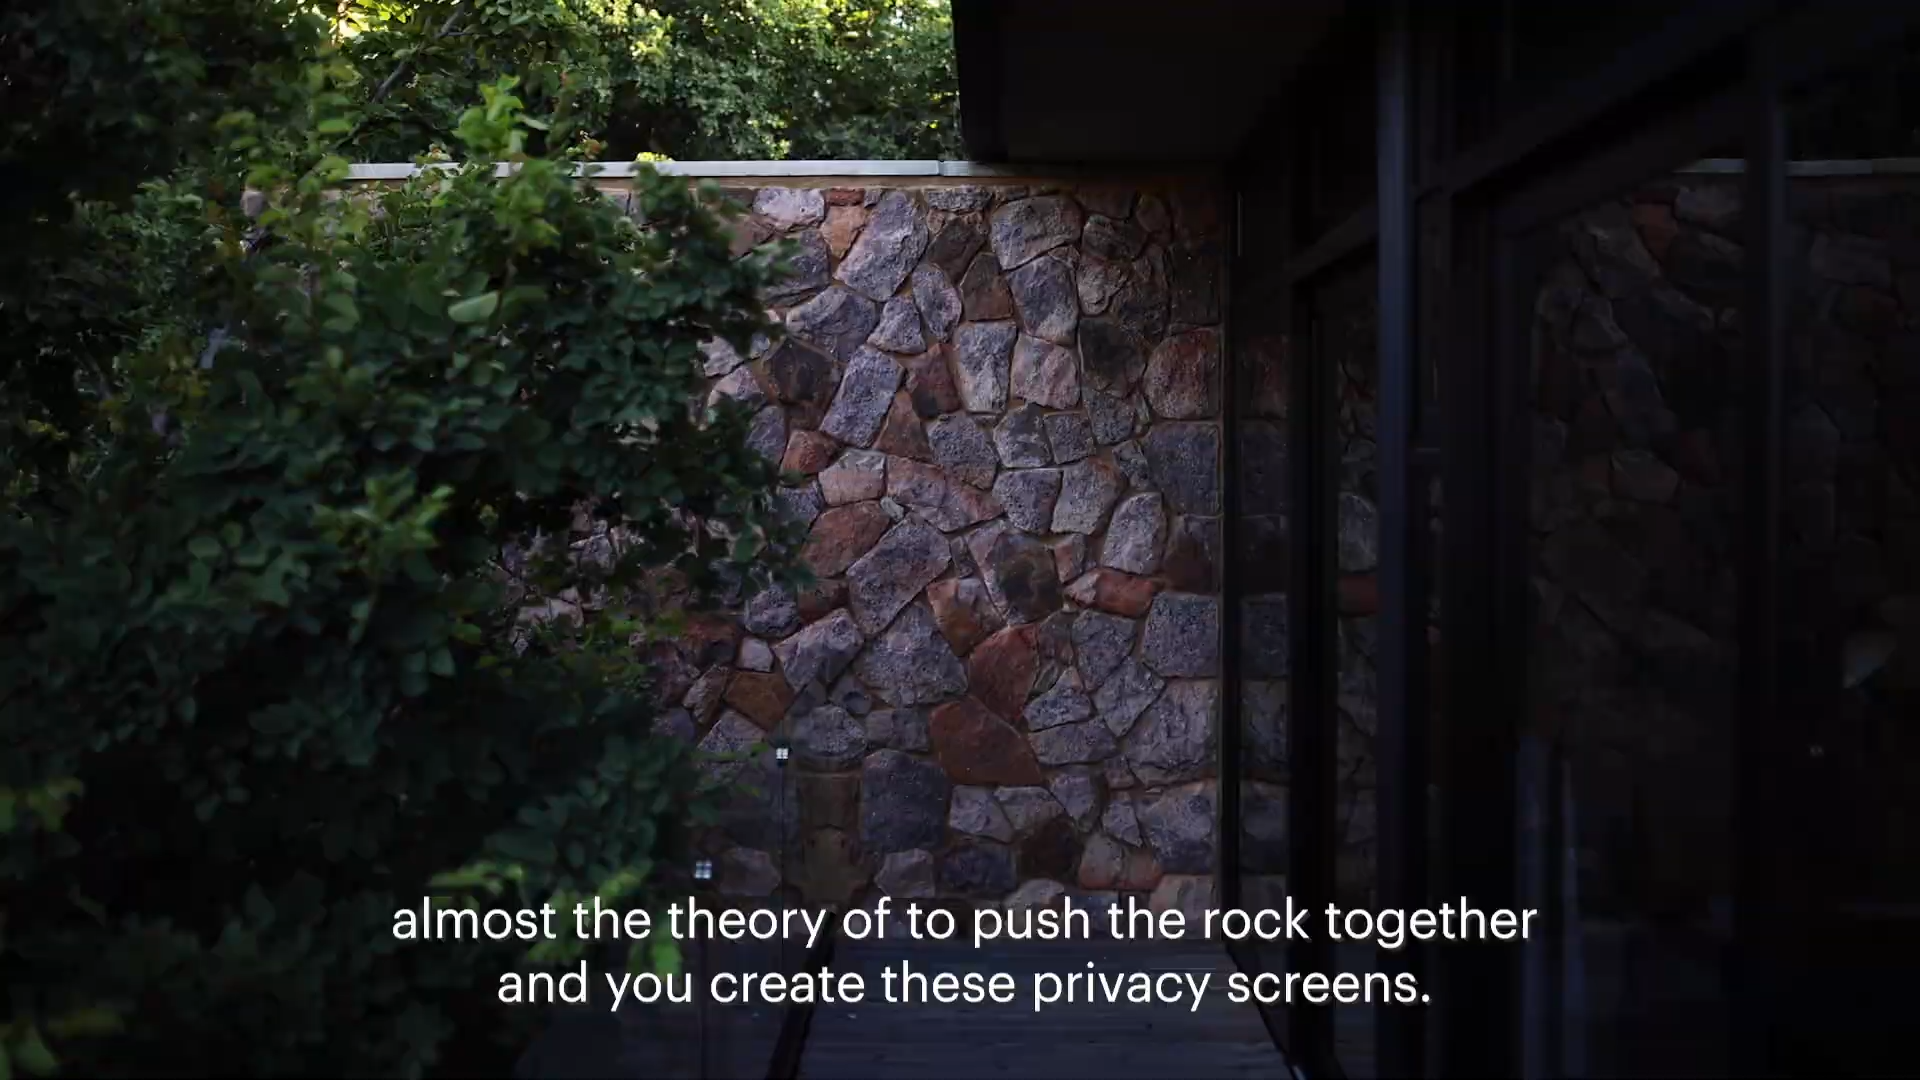 almost the theory of to push the rock together
and you create these privacy screens.